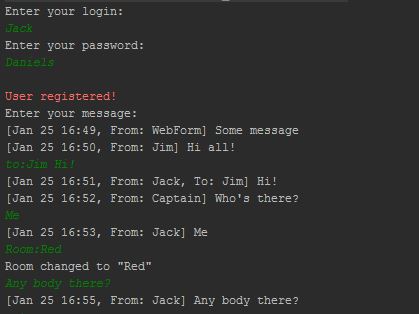 Enter your login:
Jack
Enter your password:
Daniels
User registered!
Enter your message:
[Jan 25 16:49, From: WebForm] Some message
[Jan 25 16:50, From: Jim] Hi all!
to:Jim Hi!
[Jan 25 16:51, From: Jack, To: Jim] Hi!
[Jan 25 16:52, From: Captain] Who's there?
Me
[Jan 25 16:53, From: Jack] Me
Room:Red
Room changed to "Red"
Any body there?
[Jan 25 16:55, From: Jack] Any body there?